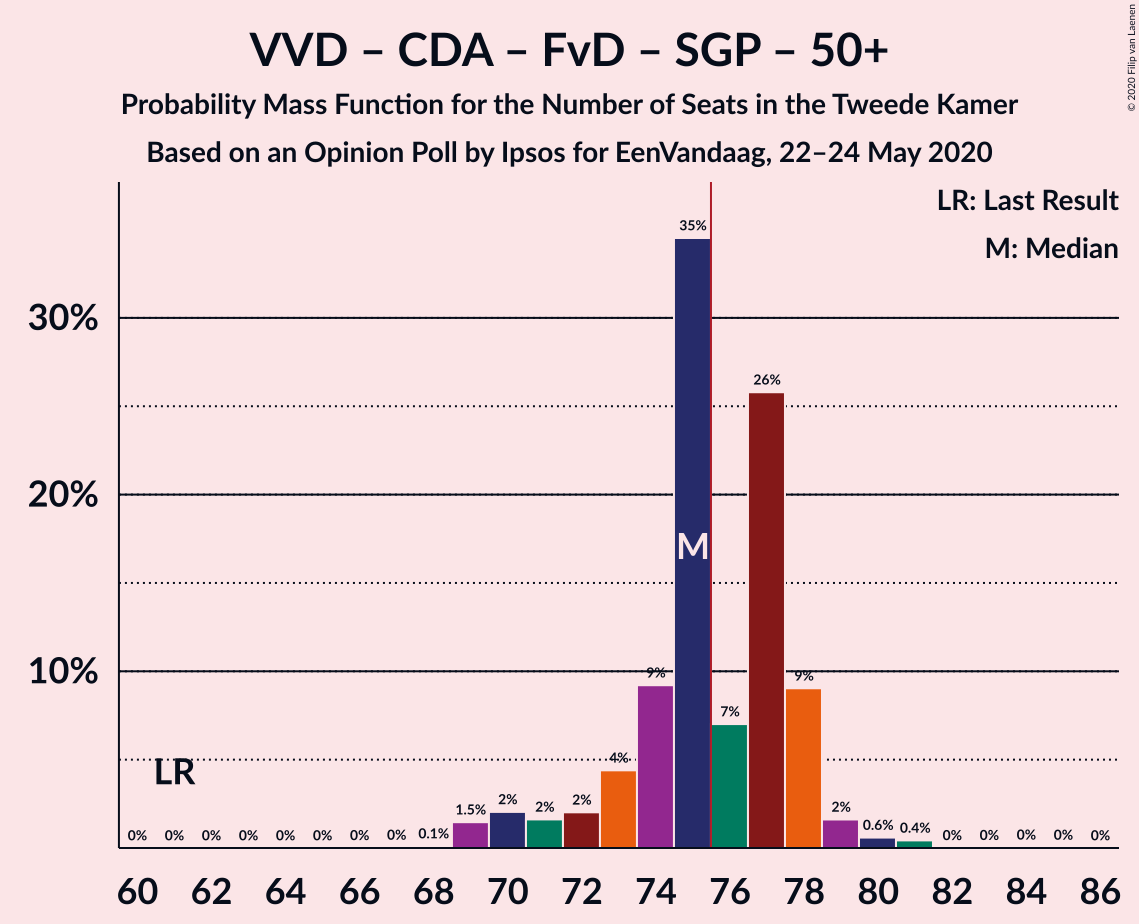 VVD – CDA – FvD – SGP – 50+
Probability Mass Function for the Number of Seats in the Tweede Kamer
Based on an Opinion Poll by Ipsos for EenVandaag, 22–24 May 2020
© 2020 Filip van Laenen
LR: Last Result
M: Median
30%
20%
10%
LR
M
0% 0% 0% 0% 0% 0% 0% 0% 0.1% 1.5% 2% 2% 2% 4% 9% 35% 7% 26% 9% 2% 0.6% 0.4% 0% 0% 0% 0% 0%
60 62 64 66 68 70 72 74 76 78 80 82 84 86